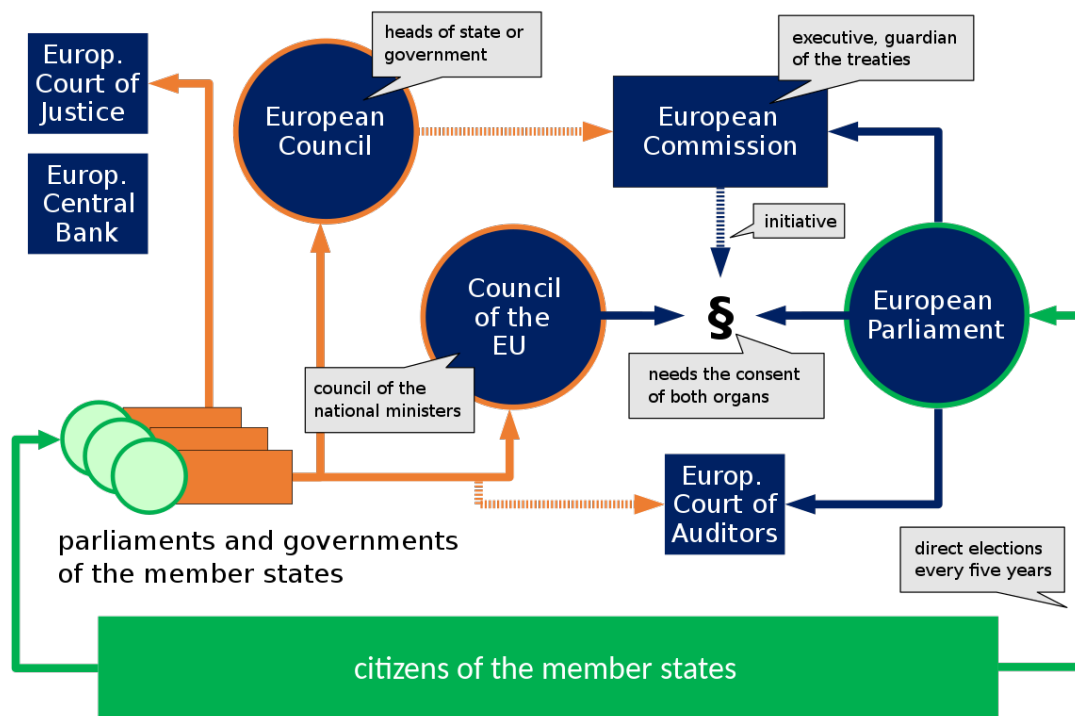 heads of state or
government
executive, guardian
of the treaties
Europ.
Court of
Justice
European
Council
European
Commission
Europ.
Central
Bank
initiative
Council
of the
EU
§
European
Parliament
council of the
national ministers
needs the consent
of both organs
Europ.
Court of
Auditors
parliaments and governments
of the member states
direct elections
every five years
citizens of the member states